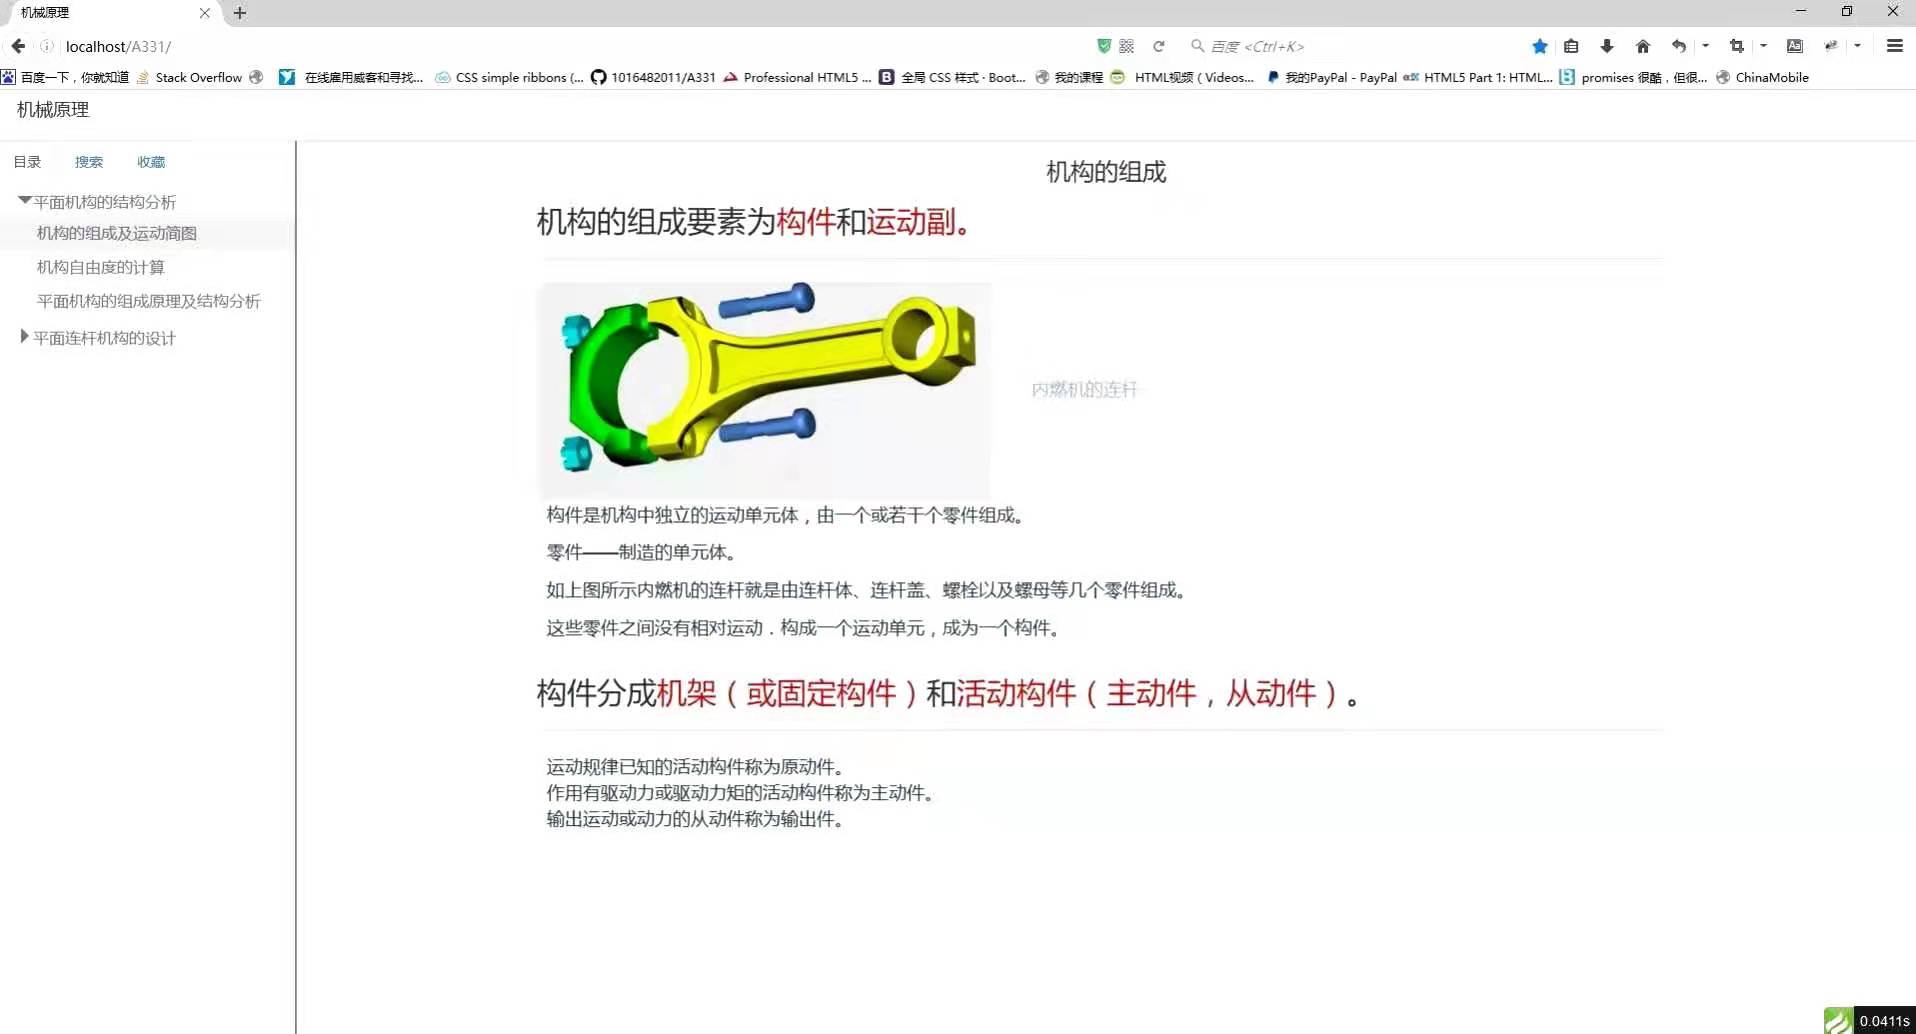 机械原理
localhost/A331/
百度 <Ctrl+K>
百度一下，你就知道 Stack Overflow 在线雇用威客和寻找... CSS simple ribbons (... 1016482011/A331 Professional HTML5 ... 全局 CSS 样式 · Boot... 我的课程 HTML视频 ( Videos... 我的PayPal - PayPal HTML5 Part 1: HTML... promises 很酷，但很... ChinaMobile
机械原理
目录 搜索 收藏
平面机构的结构分析
机构的组成及运动简图
机构自由度的计算
平面机构的组成原理及结构分析
平面连杆机构的设计
机构的组成
机构的组成要素为构件和运动副。
内燃机的连杆
构件是机构中独立的运动单元体，由一个或若干个零件组成。
零件——制造的单元体。
如上图所示内燃机的连杆就是由连杆体、连杆盖、螺栓以及螺母等几个零件组成。
这些零件之间没有相对运动．构成一个运动单元，成为一个构件。
构件分成机架（或固定构件）和活动构件（主动件，从动件）。
运动规律已知的活动构件称为原动件。
作用有驱动力或驱动力矩的活动构件称为主动件。
输出运动或动力的从动件称为输出件。
0.0411s